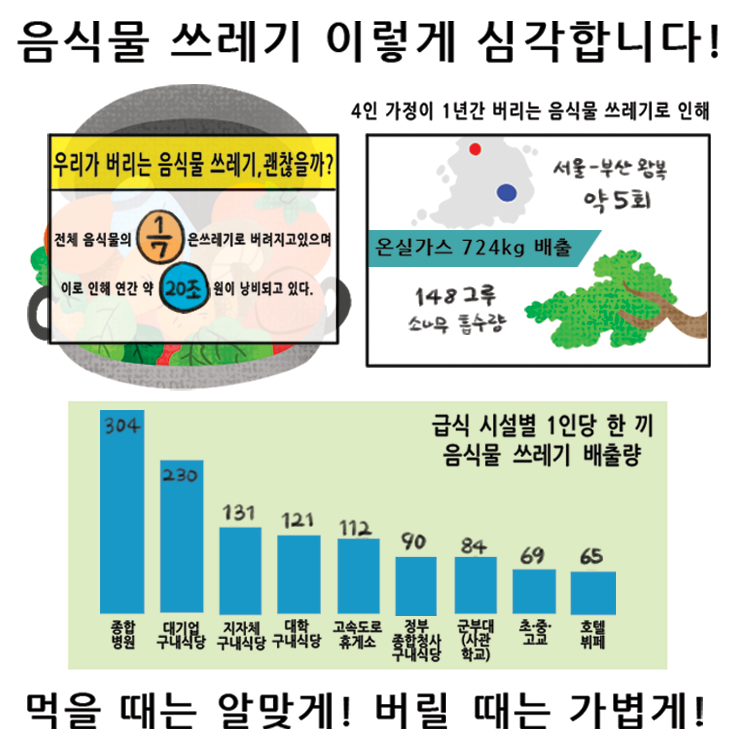 음식물 쓰레기 이렇게 심각합니다!
우리가 버리는 음식물 쓰레기,괜찮을까?
전체 음식물의 1/7 은쓰레기로 버려지고있으며
이로 인해 연간 약 20조 원이 낭비되고 있다.
4인 가정이 1년간 버리는 음식물 쓰레기로 인해
서울-부산 왕복
약 5회
온실가스 724kg 배출
148그루
소나무 흡수량
급식 시설별 1인당 한 끼
음식물 쓰레기 배출량
304
230
131
121
112
90
84
69
65
종합
병원
대기업
구내식당
지자체
구내식당
대학
구내식당
고속도로
휴게소
정부
종합청사
구내식당
군부대
(사관
학교)
초·중·
고교
호텔
뷔페
먹을 때는 알맞게! 버릴 때는 가볍게!